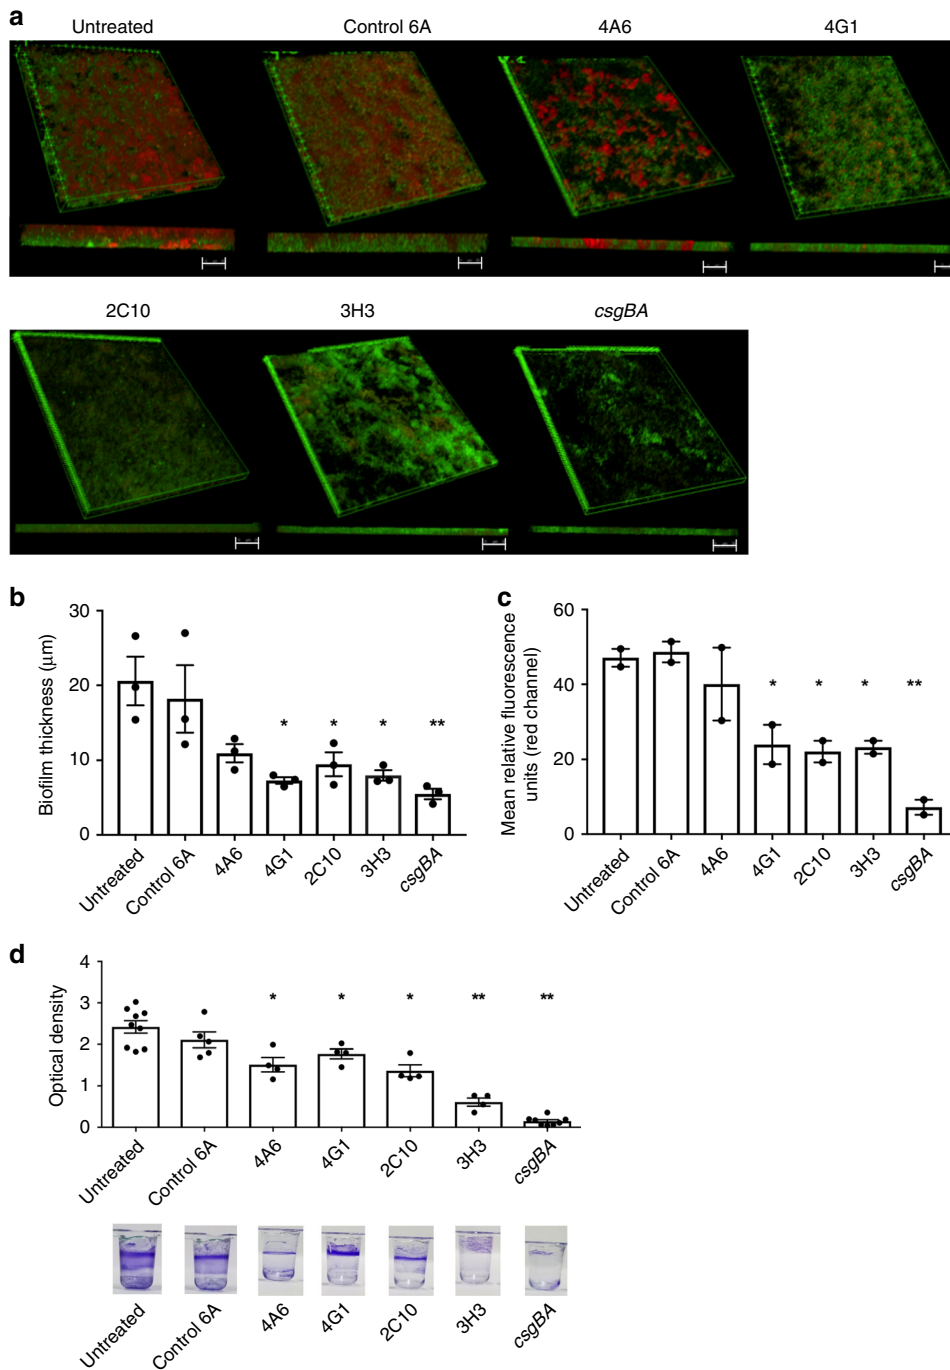 a
Untreated
Control 6A
4A6
4G1
2C10
3H3
csgBA
b
Biofilm thickness (μm)
30
20
10
0
*
*
*
**
Untreated
Control 6A
4A6
4G1
2C10
3H3
csgBA
c
Mean relative fluorescence
units (red channel)
60
40
20
0
*
*
*
**
Untreated
Control 6A
4A6
4G1
2C10
3H3
csgBA
d
Optical density
4
3
2
1
0
*
*
*
**
**
Untreated
Control 6A
4A6
4G1
2C10
3H3
csgBA
Untreated
Control 6A
4A6
4G1
2C10
3H3
csgBA